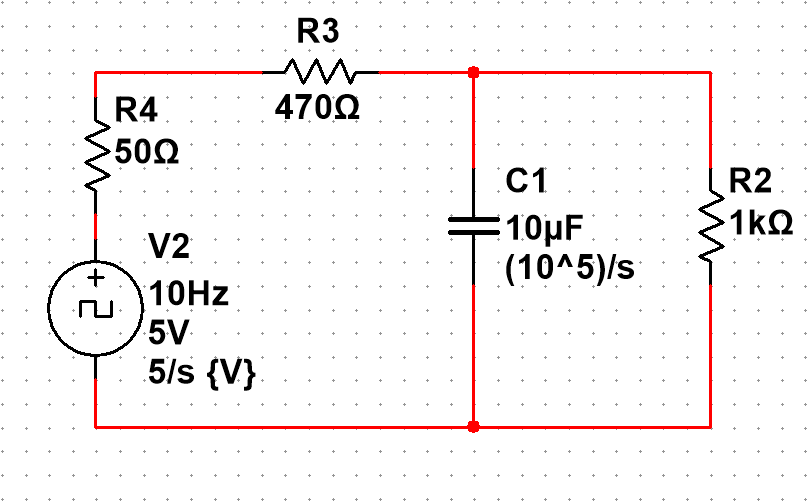 R3
470Ω
R4
50Ω
C1
10µF
(10^5)/s
R2
1kΩ
V2
10Hz
5V
5/s {V}